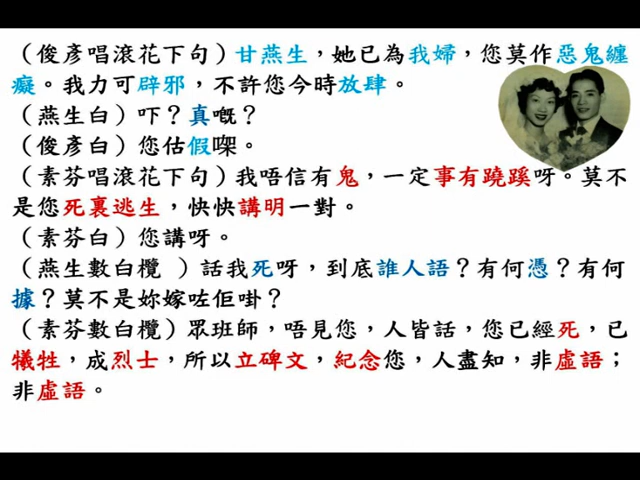 （俊彥唱滾花下句）甘燕生，她已為我婦，您莫作惡鬼纏
癡。我力可辟邪，不許您今時放肆。
（燕生白）吓？真嘅？
（俊彥白）您估假㗎。
（素芬唱滾花下句）我唔信有鬼，一定事有蹺蹊呀。莫不
是您死裏逃生，快快講明一對。
（素芬白）您講呀。
（燕生數白欖 ）話我死呀，到底誰人語？有何憑？有何
據？莫不是妳嫁咗佢啩？
（素芬數白欖）眾班師，唔見您，人皆話，您已經死，已
犧牲，成烈士，所以立碑文，紀念您，人盡知，非虛語；
非虛語。